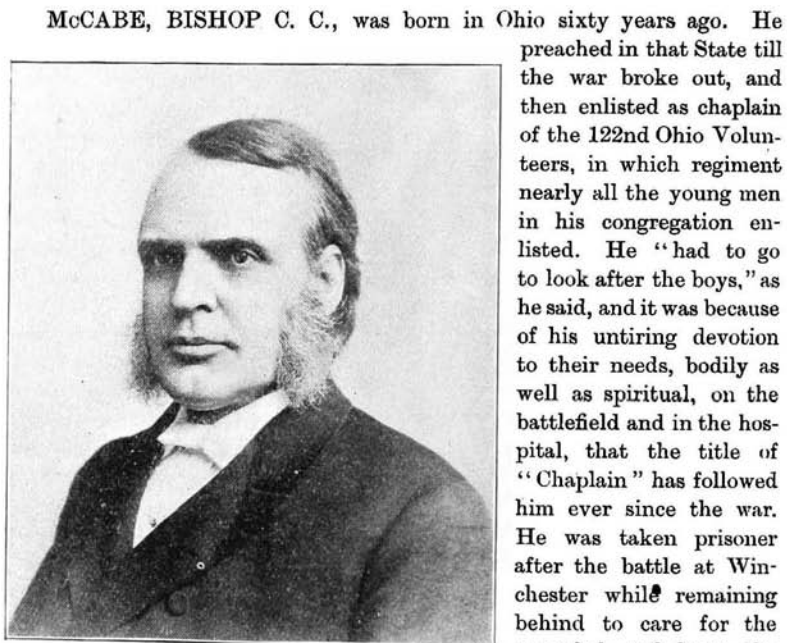 McCABE, BISHOP C. C., was born in Ohio sixty years ago. He
preached in that State till
the war broke out, and
then enlisted as chaplain
of the 122nd Ohio Volun-
teers, in which regiment
nearly all the young men
in his congregation en-
listed. He “had to go
to look after the boys,” as
he said, and it was because
of his untiring devotion
to their needs, bodily as
well as spiritual, on the
battlefield and in the hos-
pital, that the title of
“Chaplain” has followed
him ever since the war.
He was taken prisoner
after the battle at Win-
chester while remaining
behind to care for the